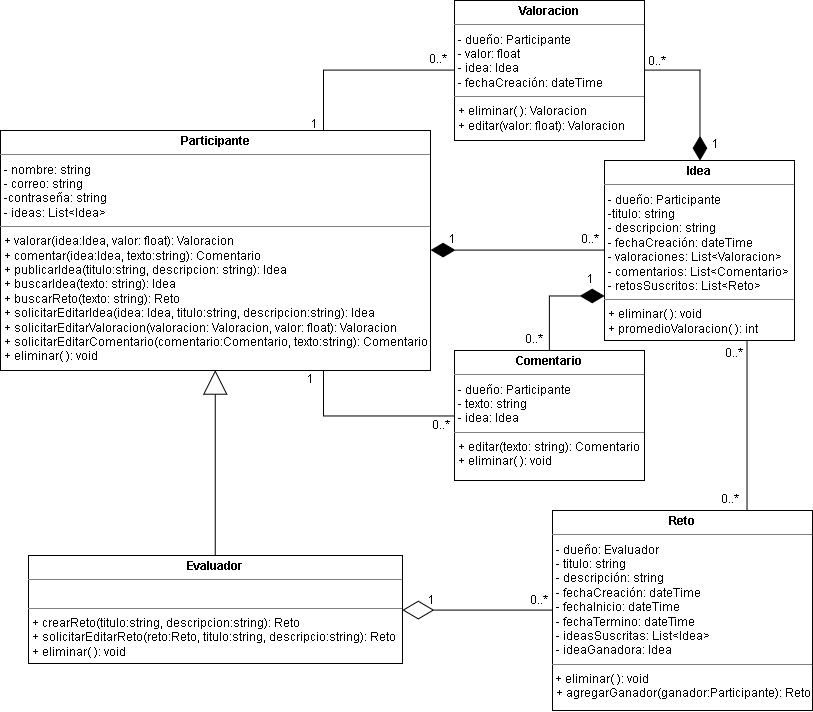 Valoracion
- dueño: Participante
- valor: float
- idea: Idea
- fechaCreación: dateTime
+ eliminar( ): Valoracion
+ editar(valor: float): Valoracion
0..*
0..*
1
1
Participante
- nombre: string
- correo: string
-contraseña: string
- ideas: List<Idea>
+ valorar(idea:Idea, valor: float): Valoracion
+ comentar(idea:Idea, texto:string): Comentario
+ publicarIdea(titulo:string, descripcion: string): Idea
+ buscarIdea(texto: string): Idea
+ buscarReto(texto: string): Reto
+ solicitarEditarIdea(idea: Idea, titulo:string, descripcion:string): Idea
+ solicitarEditarValoracion(valoracion: Valoracion, valor: float): Valoracion
+ solicitarEditarComentario(comentario:Comentario, texto:string): Comentario
+ eliminar( ): void
1
0..*
Idea
- dueño: Participante
-titulo: string
- descripcion: string
- fechaCreación: dateTime
- valoraciones: List<Valoracion>
- comentarios: List<Comentario>
- retosSuscritos: List<Reto>
+ eliminar( ): void
+ promedioValoracion( ): int
1
0..*
0..*
1
0..*
Comentario
- dueño: Participante
- texto: string
- idea: Idea
+ editar(texto: string): Comentario
+ eliminar( ): void
0..*
Evaluador
+ crearReto(titulo:string, descripcion:string): Reto
+ solicitarEditarReto(reto:Reto, titulo:string, descripcio:string): Reto
+ eliminar( ): void
1
0..*
Reto
- dueño: Evaluador
- titulo: string
- descripción: string
- fechaCreación: dateTime
- fechaInicio: dateTime
- fechaTermino: dateTime
- ideasSuscritas: List<Idea>
- ideaGanadora: Idea
+ eliminar( ): void
+ agregarGanador(ganador:Participante): Reto